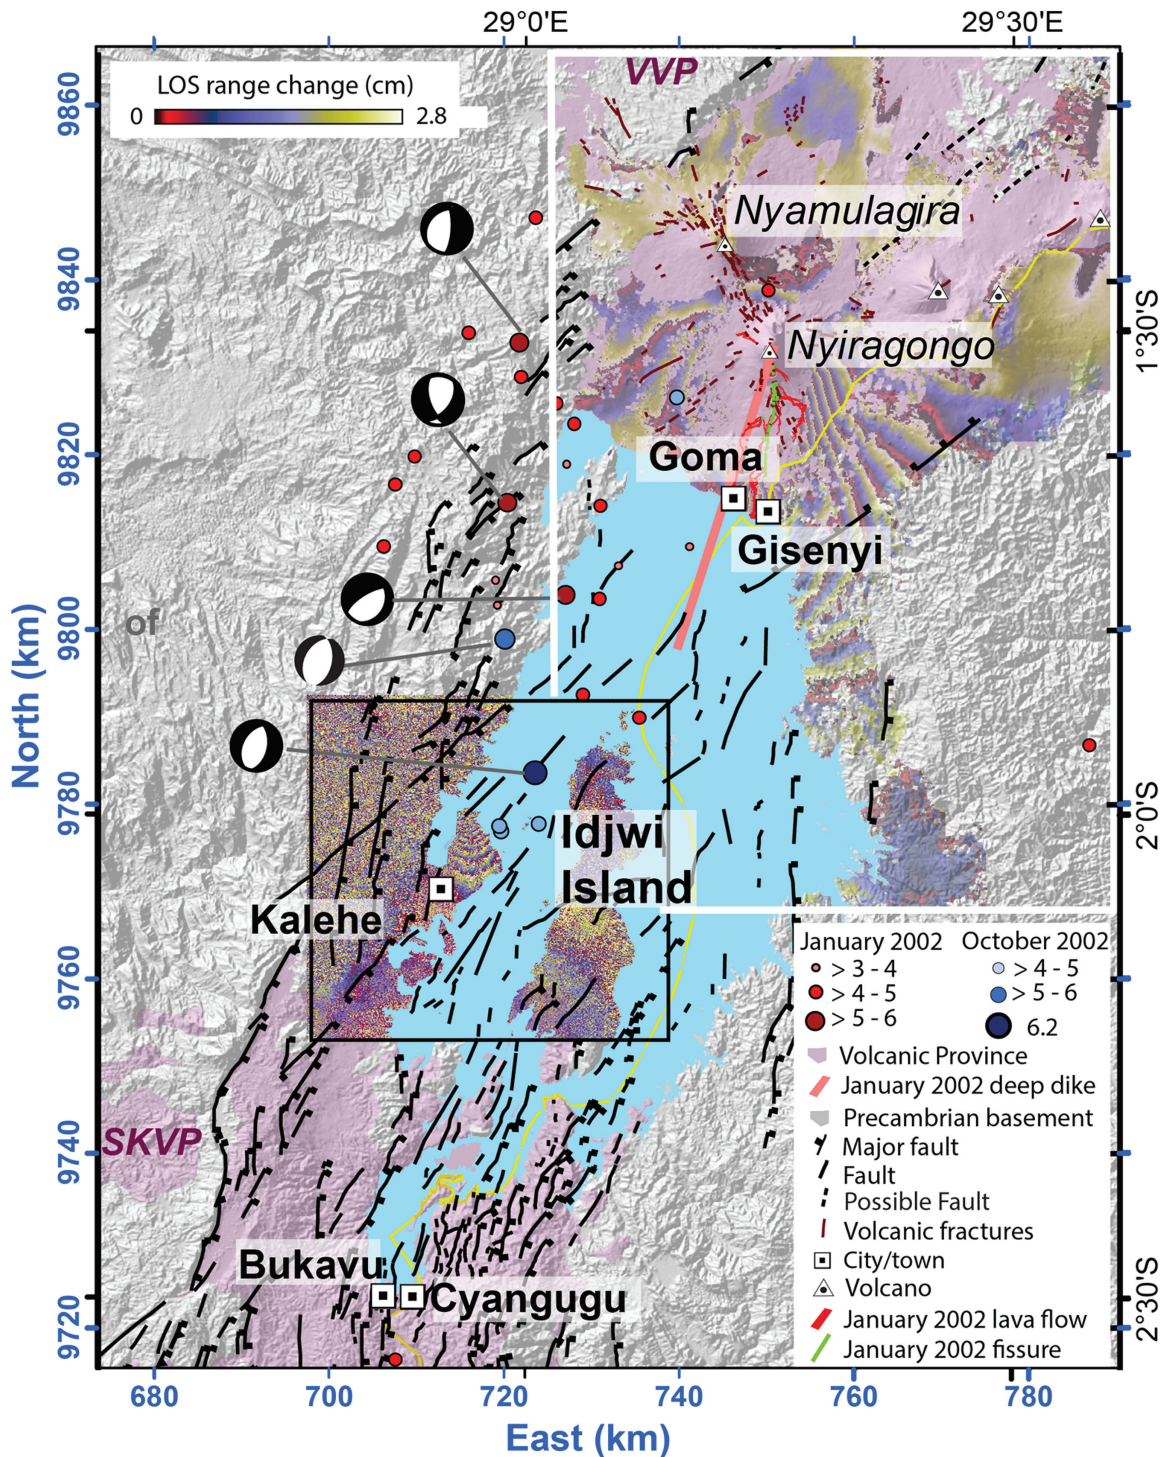 29°0'E
29°30'E
LOS range change (cm)
0
2.8
VVP
9860
Nyamulagira
9840
1°30'S
Nyiragongo
9820
Goma
Gisenyi
of
9800
North (km)
9780
2°0'S
Idjwi
Island
Kalehe
9760
January 2002
October 2002
> 3 - 4
> 4 - 5
> 4 - 5
> 5 - 6
> 5 - 6
6.2
Volcanic Province
January 2002 deep dike
Precambrian basement
Major fault
Fault
Possible Fault
Volcanic fractures
City/town
Volcano
January 2002 lava flow
January 2002 fissure
9740
SKVP
Bukavu
Cyangugu
2°30'S
9720
680
700
720
740
760
780
East (km)